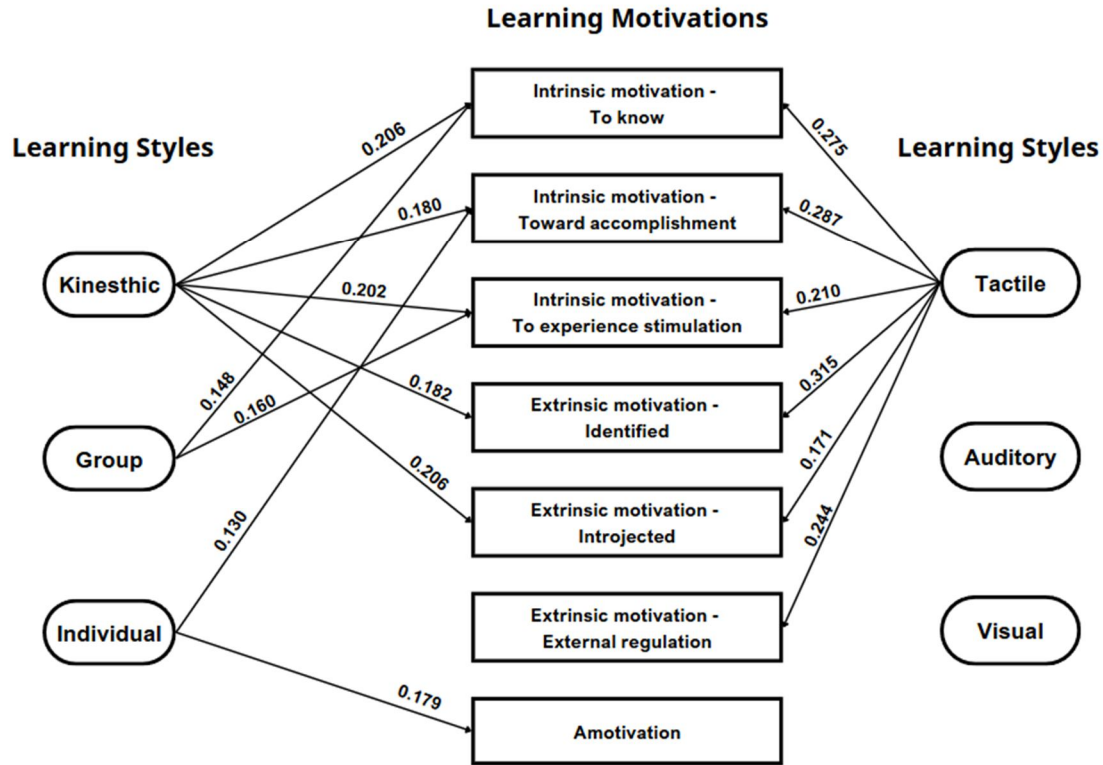 Learning Motivations
Learning Styles
Learning Styles
Intrinsic motivation -
To know
Intrinsic motivation -
Toward accomplishment
Intrinsic motivation -
To experience stimulation
Extrinsic motivation -
Identified
Extrinsic motivation -
Introjected
Extrinsic motivation -
External regulation
Amotivation
Kinesthic
Group
Individual
Tactile
Auditory
Visual
0.206
0.180
0.202
0.182
0.206
0.148
0.160
0.130
0.179
0.275
0.287
0.210
0.315
0.171
0.244